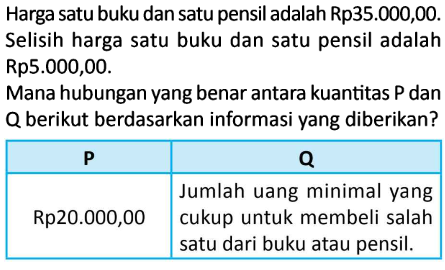 Harga satu buku dan satu pensil adalah Rp35.000,00.
Selisih harga satu buku dan satu pensil adalah
Rp5.000,00.
Mana hubungan yang benar antara kuantitas P dan
Q berikut berdasarkan informasi yang diberikan?
P
Q
Rp20.000,00
Jumlah uang minimal yang
cukup untuk membeli salah
satu dari buku atau pensil.